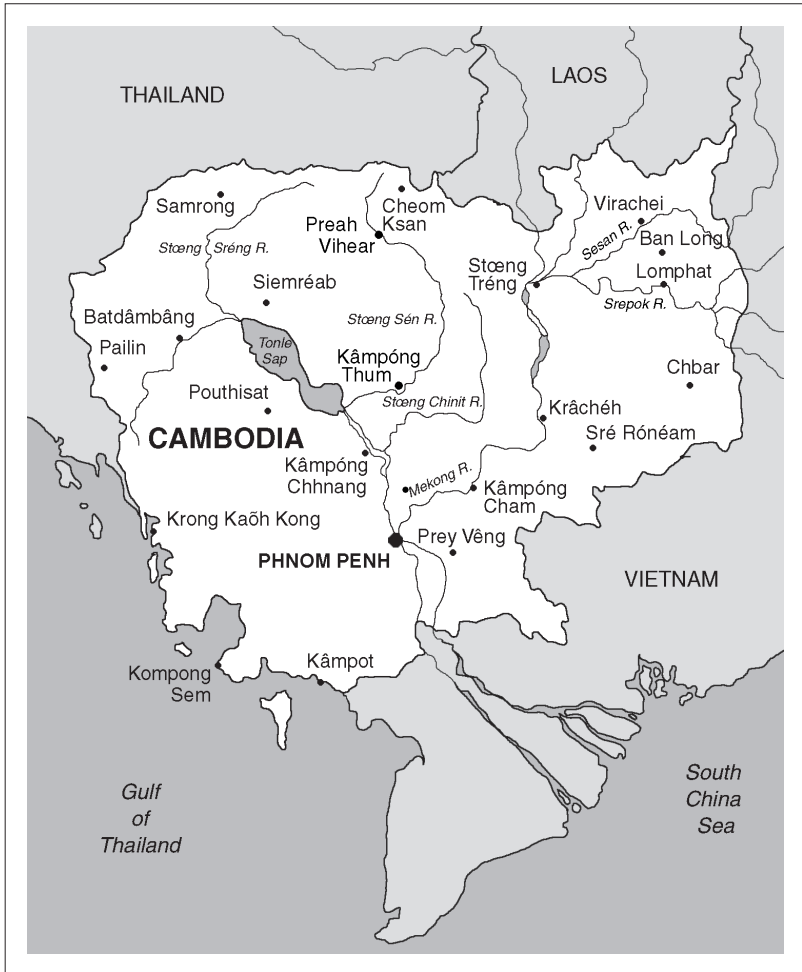 LAOS
THAILAND
Samrong
Cheom
Ksan
Virachei
Preah
Vihear
Stœng Sréng R.
Sesan R.
Ban Long
Siemréab
Stœng
Tréng
Lomphat
Srepok R.
Batdâmbâng
Stœng Sén R.
Pailin
Tonle
Sap
Kâmpóng
Thum
Chbar
Pouthisat
Stœng Chinit R.
Krâchéh
CAMBODIA
Sré Rónéam
Kâmpóng
Chhnang
Mekong R.
Kâmpóng
Cham
Krong Kaõh Kong
Prey Vêng
PHNOM PENH
VIETNAM
Kompong
Sem
Kâmpot
Gulf
of
Thailand
South
China
Sea